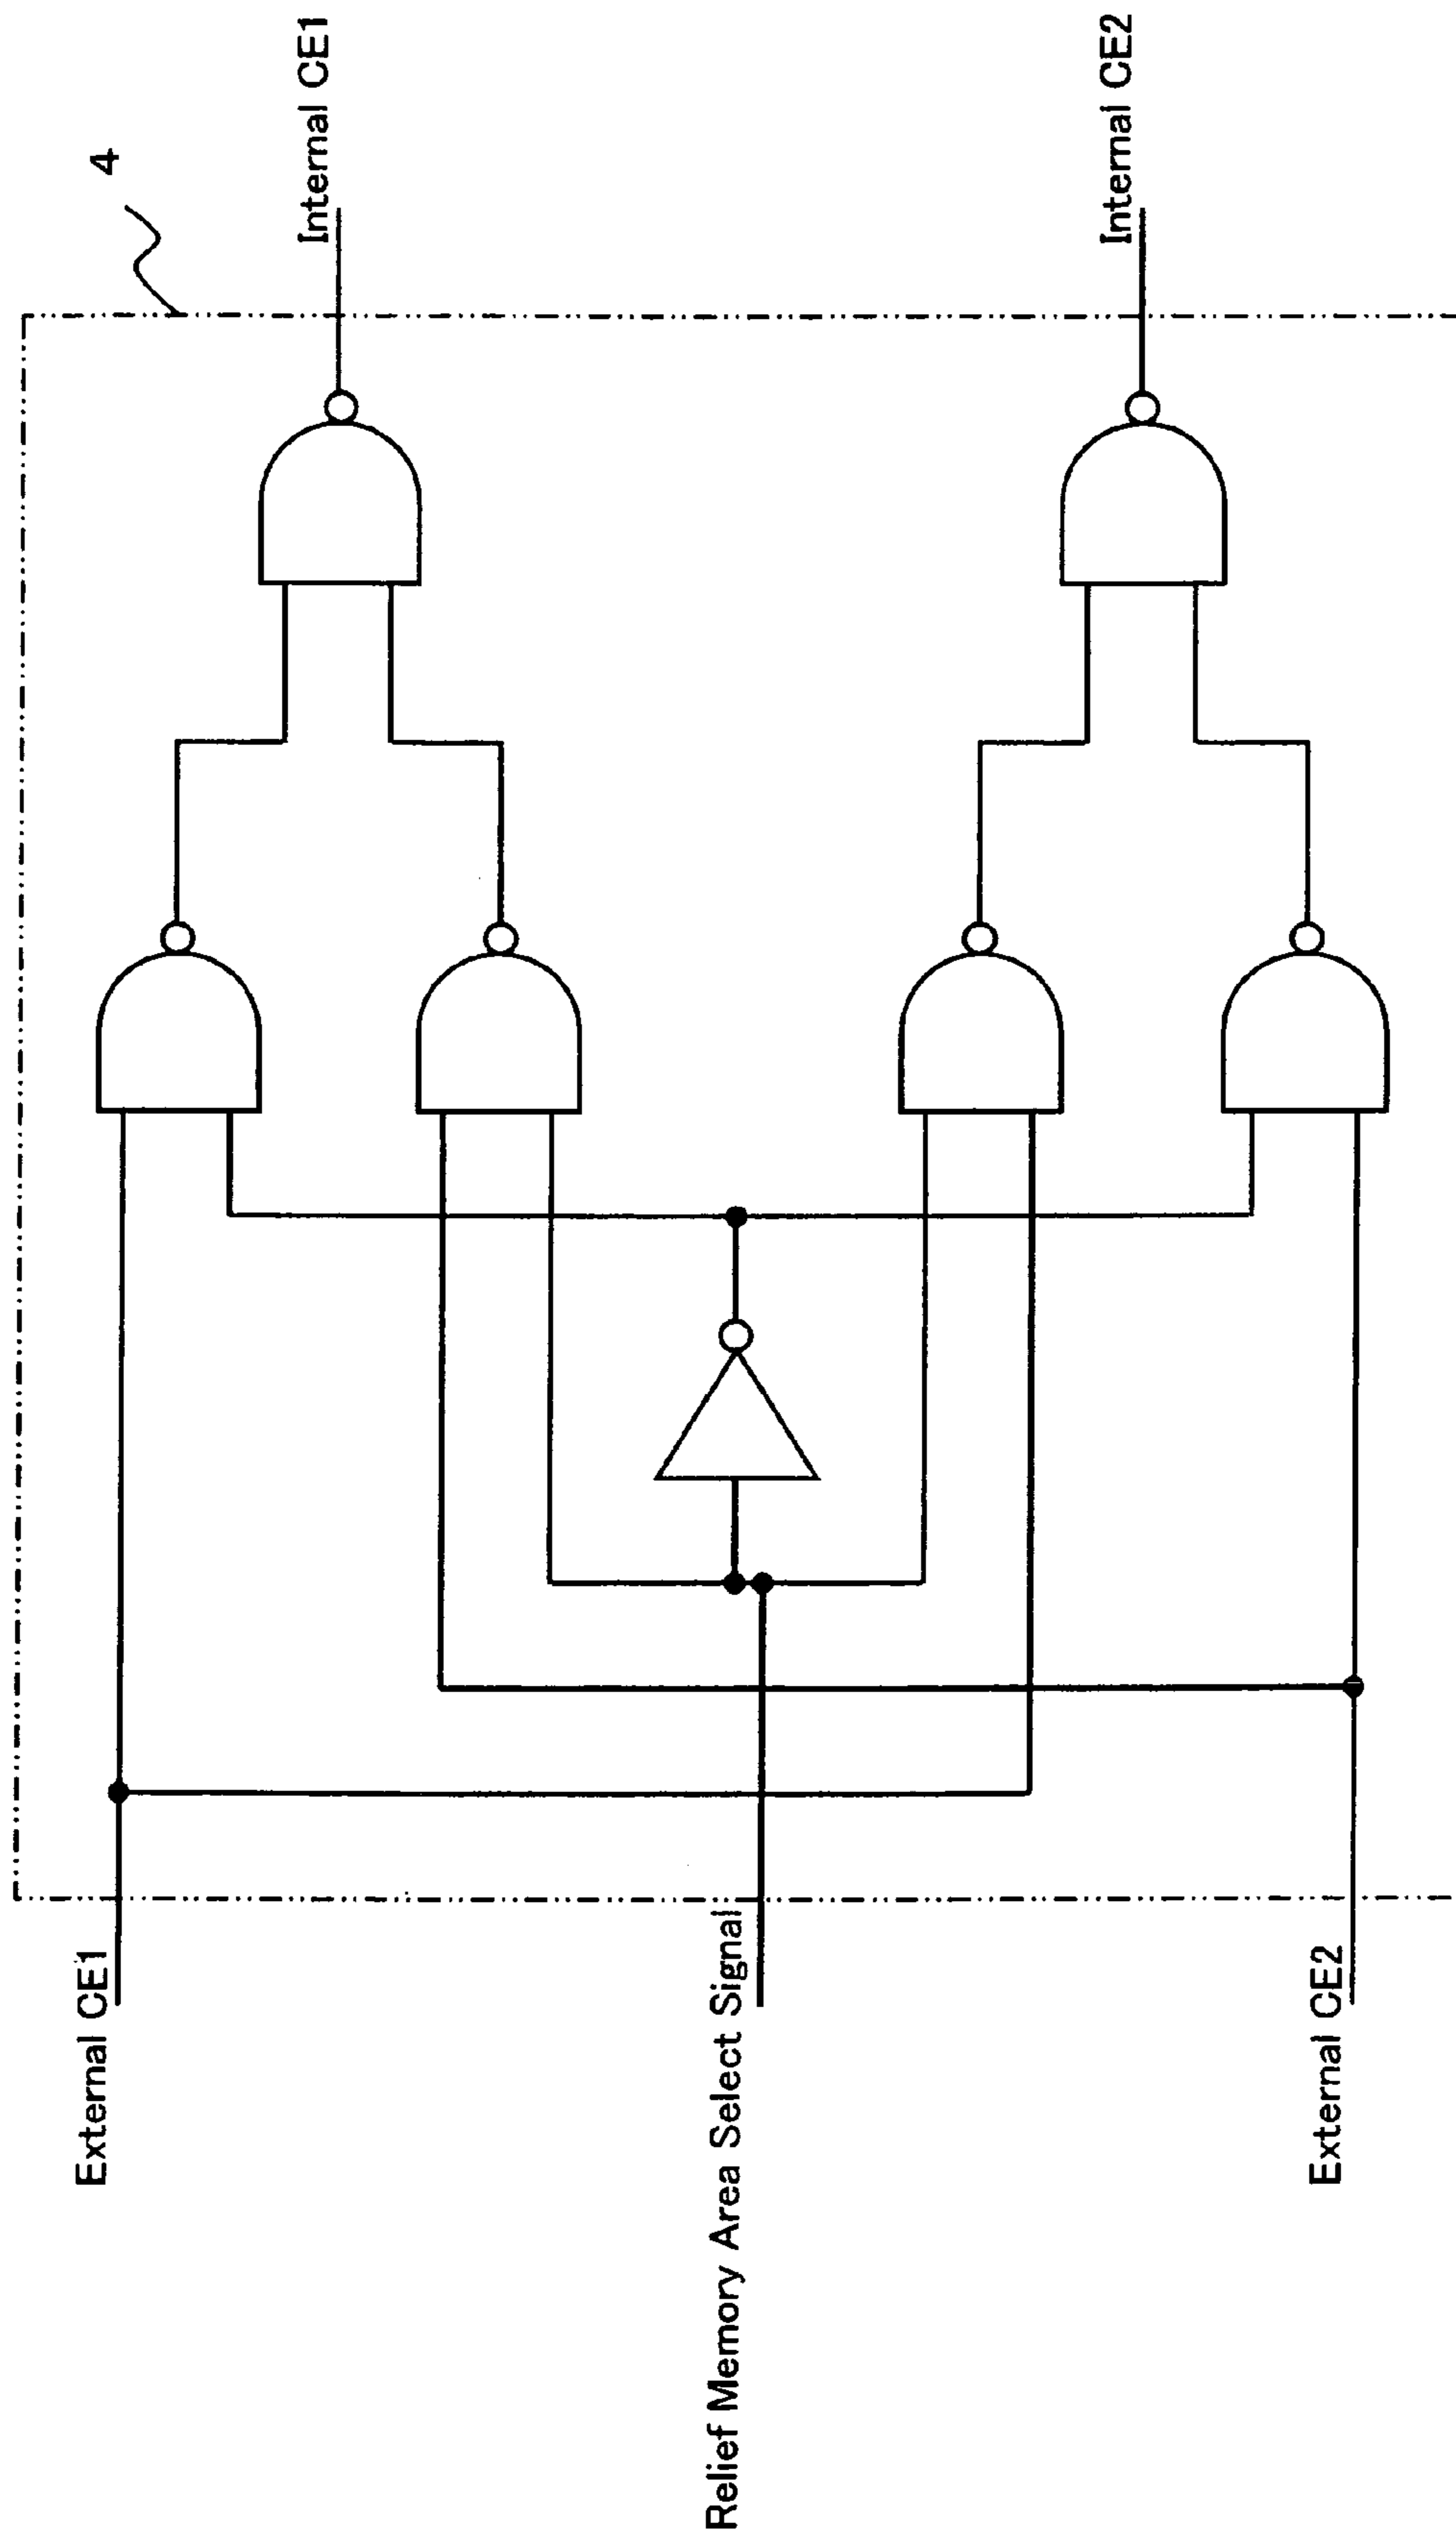 4
Internal CE1
Internal CE2
External CE1
Relief Memory Area Select Signal
External CE2